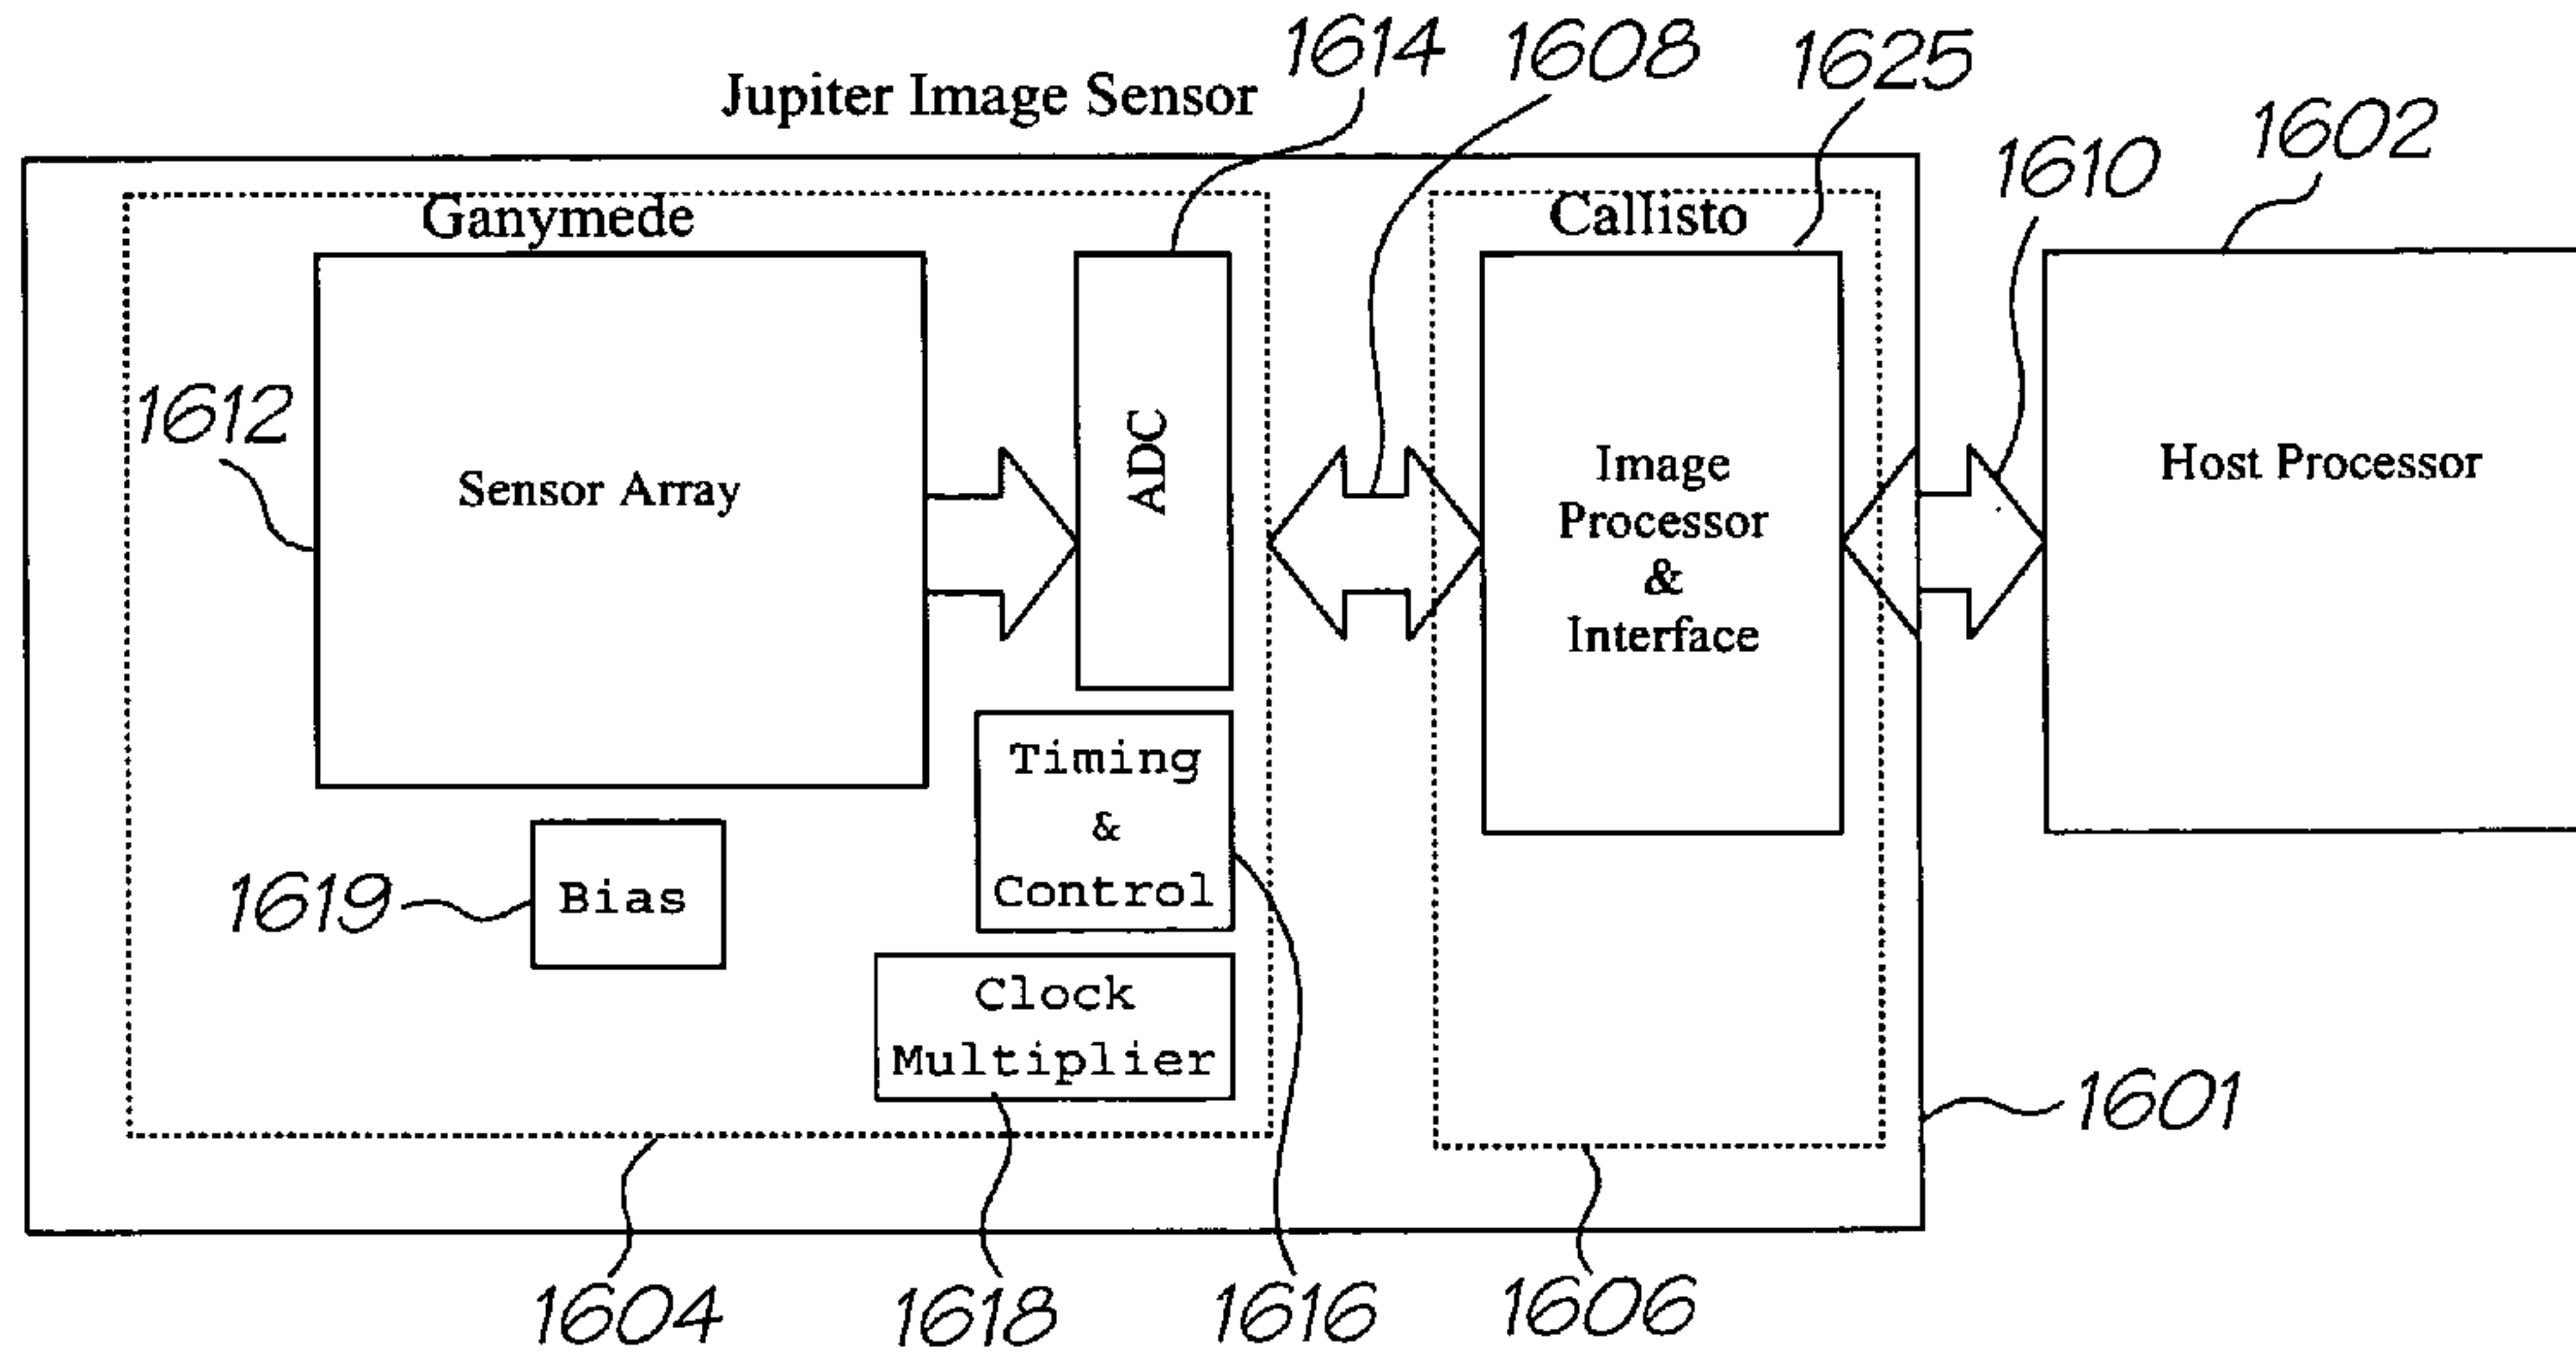 1614
1608
1625
Jupiter Image Sensor
1602
1610
Ganymede
Callisto
1612
Sensor Array
ADC
Image
Processor
&
Interface
Host Processor
Timing
&
Control
1619
Bias
Clock
Multiplier
1601
1604
1618
1616
1606